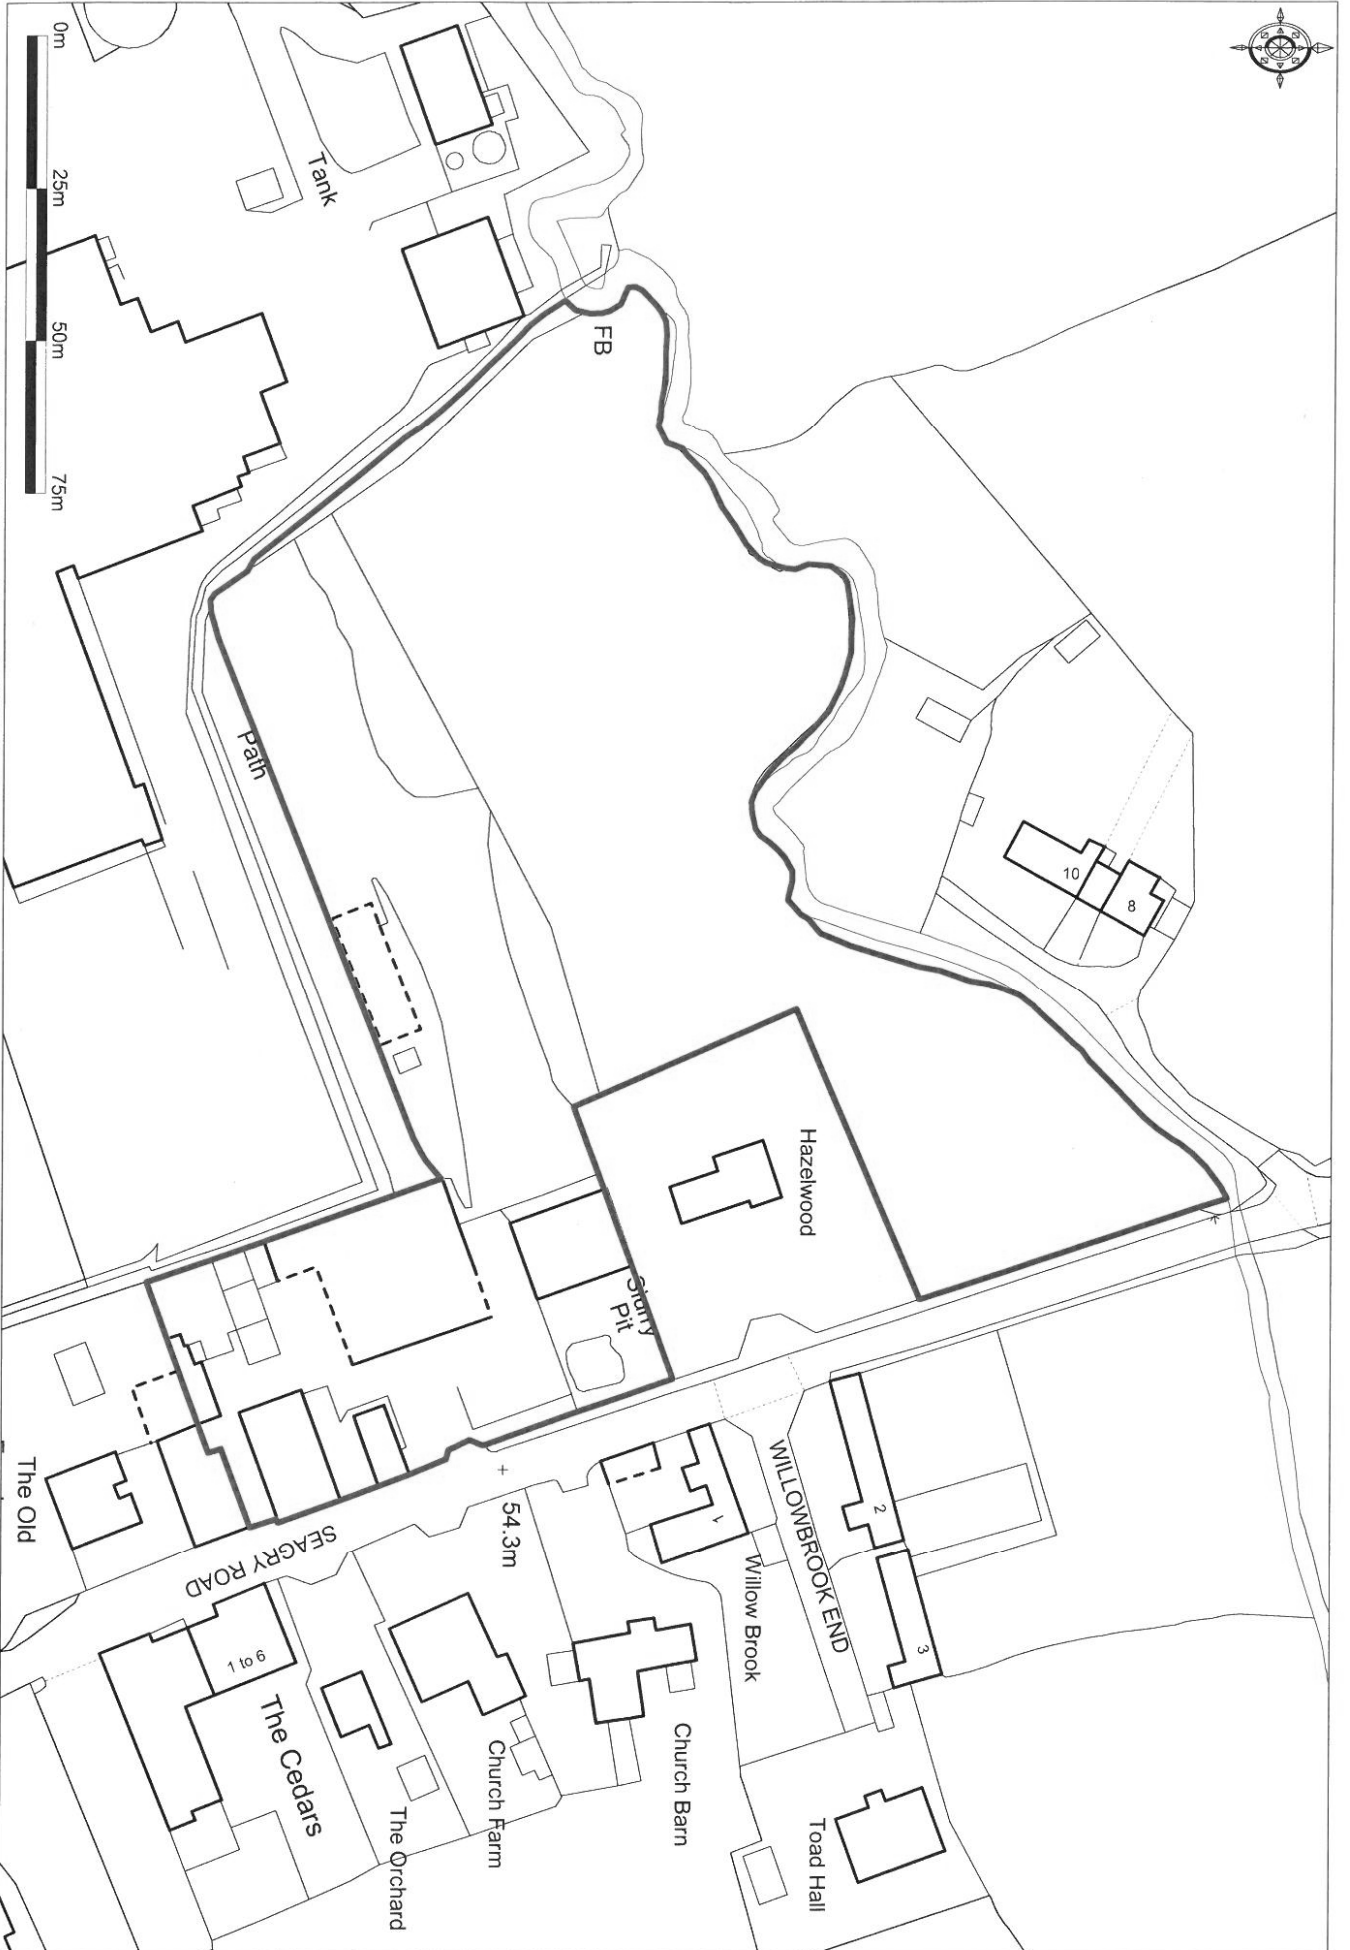 0m
25m
50m
75m
Tank
FB
Path
10
8
Hazelwood
Slurry
Pit
54.3m
SEAGRY ROAD
WILLOWBROOK END
2
3
1
Willow Brook
The Old
1 to 6
The Cedars
The Orchard
Church Farm
Church Barn
Toad Hall